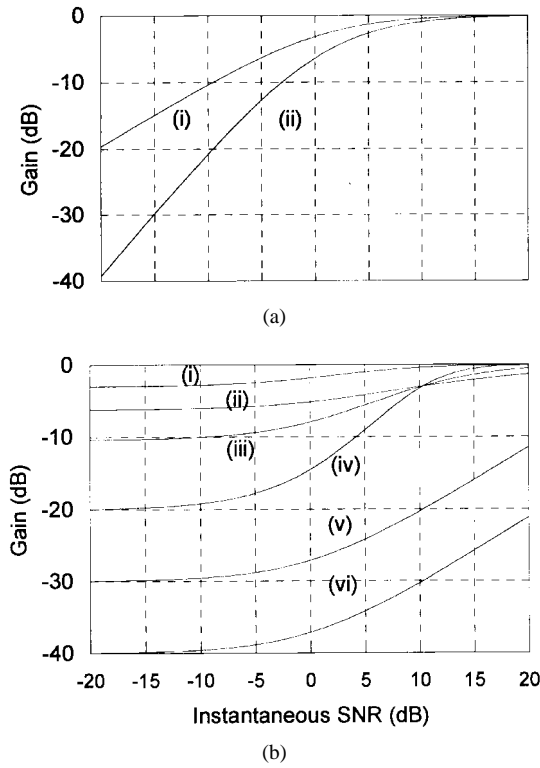 0
-10
-20
-30
-40
Gain (dB)
(i)
(ii)
(a)
0
-10
-20
-30
-40
Gain (dB)
(i)
(ii)
(iii)
(iv)
(v)
(vi)
-20 -15 -10 -5 0 5 10 15 20
Instantaneous SNR (dB)
(b)